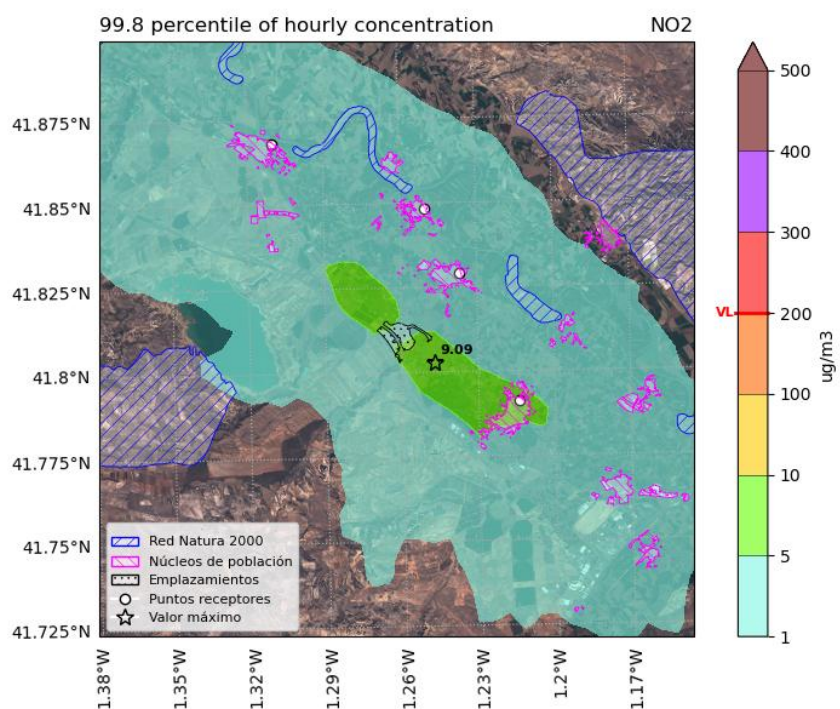 99.8 percentile of hourly concentration NO2
41.875°N
41.85°N
41.825°N
41.8°N
41.775°N
41.75°N
41.725°N
9.09
Red Natura 2000
Núcleos de población
Emplazamientos
Puntos receptores
Valor máximo
1.38°W
1.35°W
1.32°W
1.29°W
1.26°W
1.23°W
1.2°W
1.17°W
500
400
300
VL 200
100
10
5
1
ug/m3